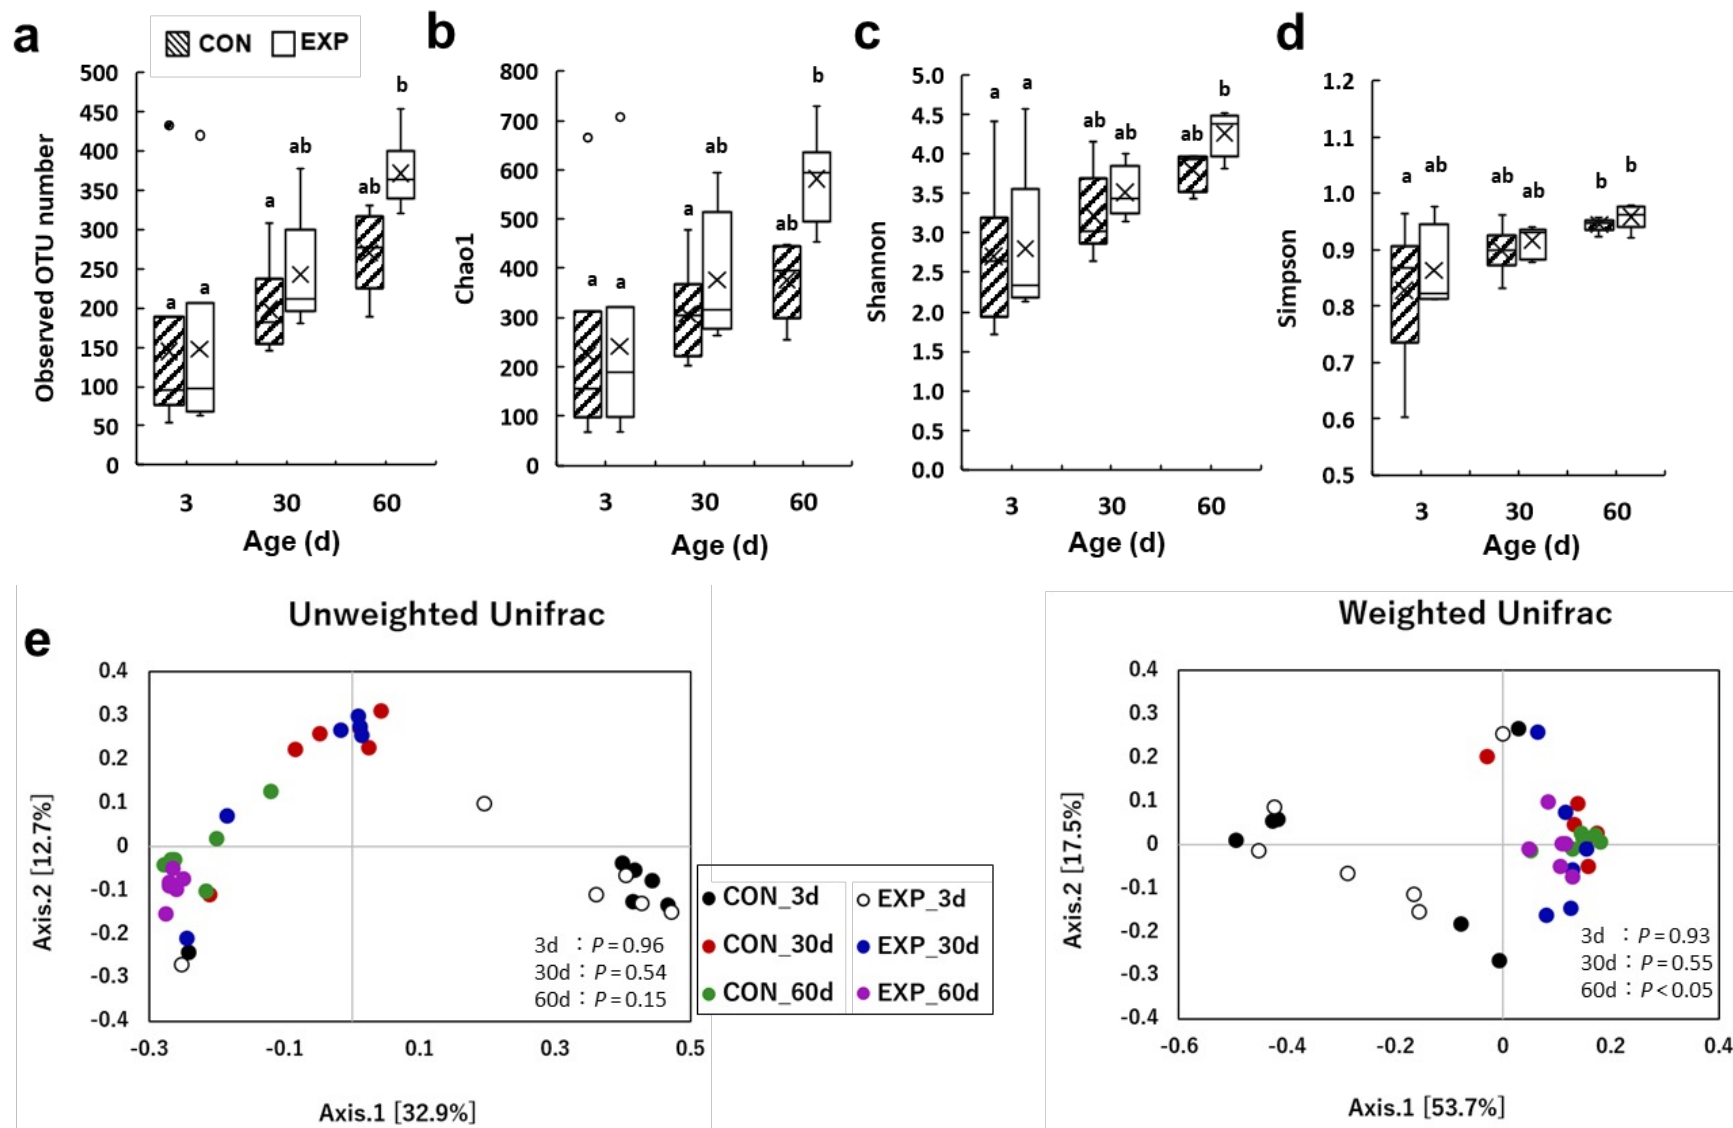 a
CON EXP
500
450
400
350
300
250
200
150
100
50
0
Observed OTU number
a
a
a
ab
ab
b
3 30 60
Age (d)
b
800
700
600
500
400
300
200
100
0
Chao1
a
a
a
ab
ab
b
3 30 60
Age (d)
c
5.0
4.5
4.0
3.5
3.0
2.5
2.0
1.5
1.0
0.5
0.0
Shannon
a
a
ab
ab
ab
b
3 30 60
Age (d)
d
1.2
1.1
1.0
0.9
0.8
0.7
0.6
0.5
Simpson
a
ab
ab
ab
b
b
3 30 60
Age (d)
e
Unweighted Unifrac
0.4
0.3
0.2
0.1
0
-0.1
-0.2
-0.3
-0.4
Axis.2 [12.7%]
3d : P = 0.96
30d : P = 0.54
60d : P = 0.15
-0.3 -0.1 0.1 0.3 0.5
Axis.1 [32.9%]
CON_3d EXP_3d
CON_30d EXP_30d
CON_60d EXP_60d
Weighted Unifrac
0.4
0.3
0.2
0.1
0
-0.1
-0.2
-0.3
-0.4
Axis.2 [17.5%]
3d : P = 0.93
30d : P = 0.55
60d : P < 0.05
-0.6 -0.4 -0.2 0 0.2 0.4
Axis.1 [53.7%]